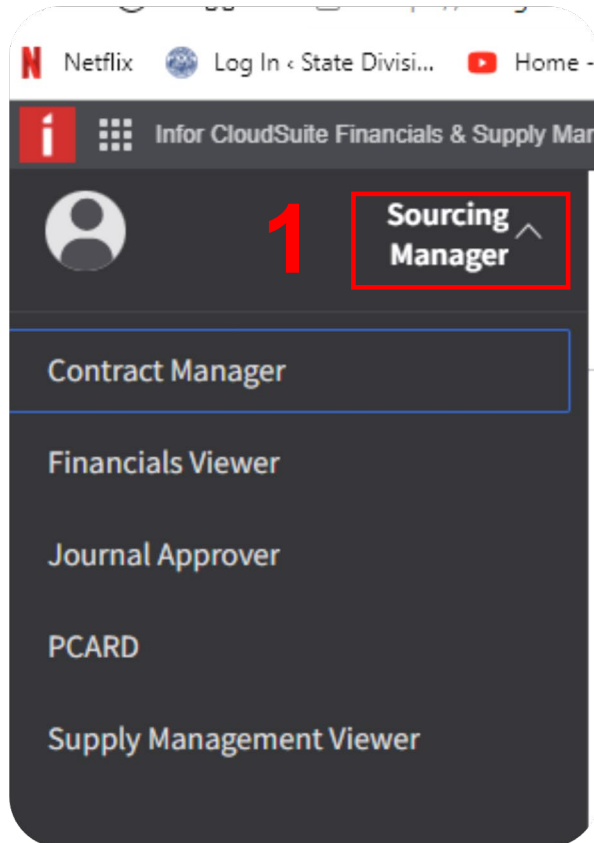 Netflix Log In ‹ State Divisi... Home -
Infor CloudSuite Financials & Supply Mar
1
Sourcing
Manager
Contract Manager
Financials Viewer
Journal Approver
PCARD
Supply Management Viewer